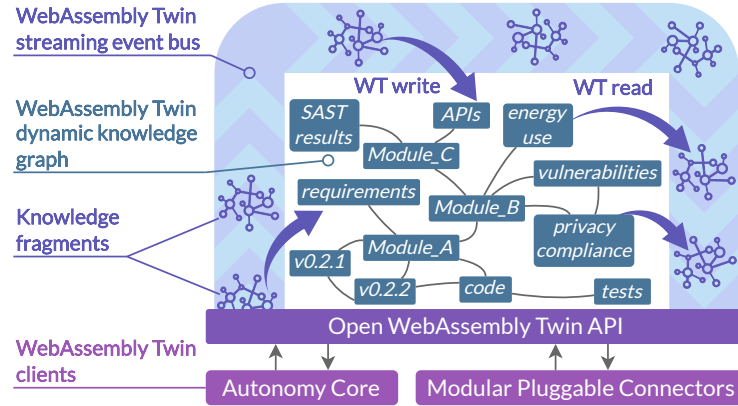 WebAssembly Twin
streaming event bus
WT write
WT read
WebAssembly Twin
dynamic knowledge
graph
SAST
results
APIs
energy
use
Module_C
vulnerabilities
requirements
Module_B
Knowledge
fragments
privacy
compliance
Module_A
v0.2.1
v0.2.2
code
tests
Open WebAssembly Twin API
WebAssembly Twin
clients
Autonomy Core
Modular Pluggable Connectors